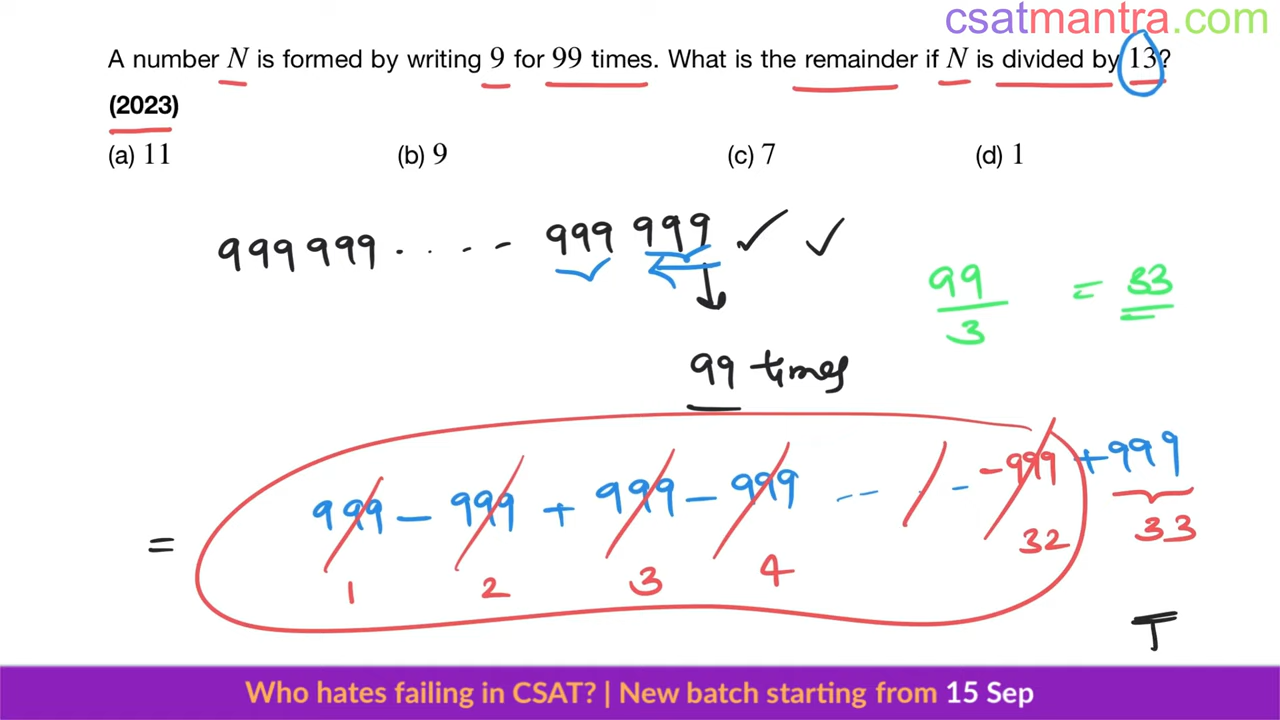 csatmantra.com
A number N is formed by writing 9 for 99 times. What is the remainder if N is divided by 13?
(2023)
(a) 11 (b) 9 (c) 7 (d) 1
999 999 . . . - - 999 999 ✓ ✓
99 / 3 = 33
99 times
= 999 - 999 + 999 - 999 -- . - - 999 + 999
1 2 3 4 32 33
Who hates failing in CSAT? | New batch starting from 15 Sep